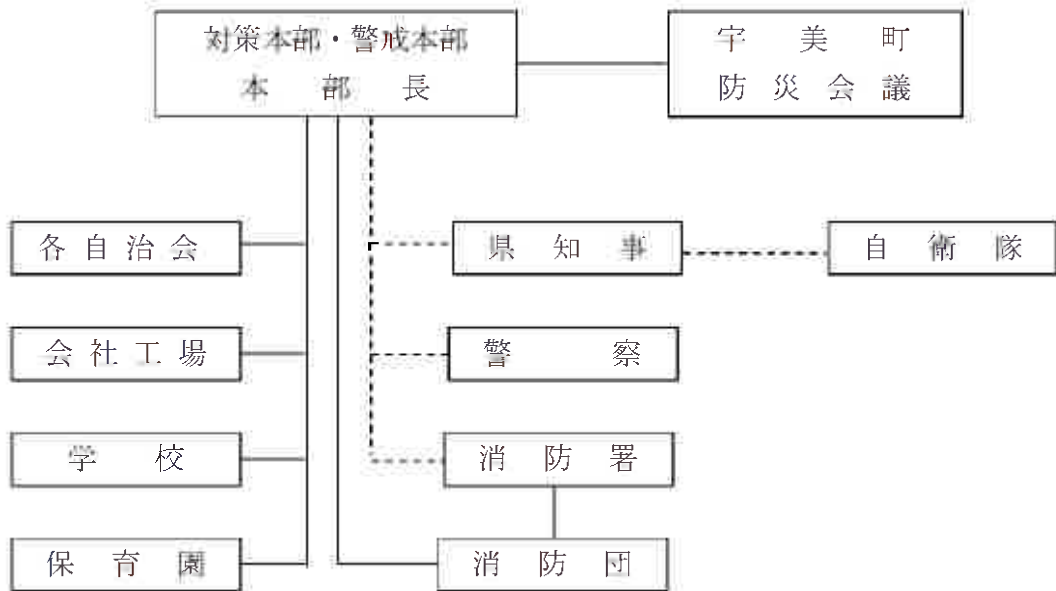 対策本部・警戒本部
本部長
宇美町
防災会議
各自治会
県知事
自衛隊
会社工場
警察
学校
消防署
保育園
消防団